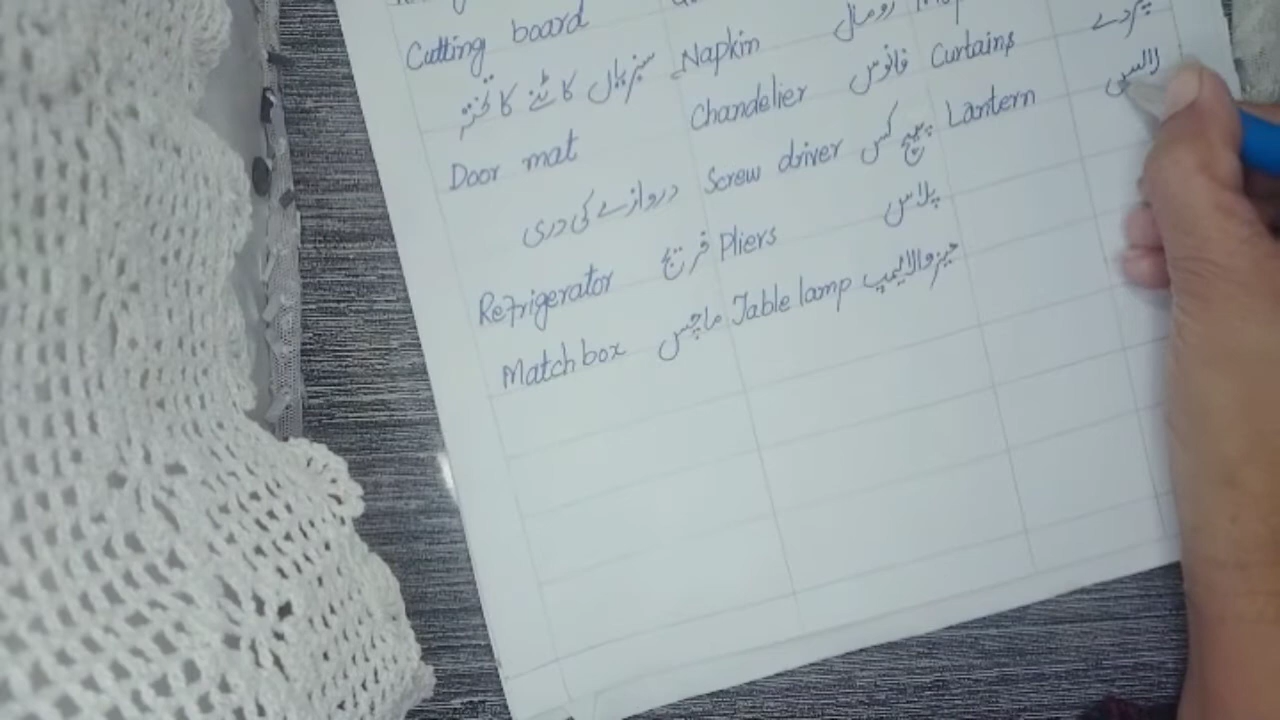 Cutting board
سبزیاں کاٹنے کا تختہ
Napkin رومال
Curtains پردے
Door mat
دروازے کی دری
Chandelier فانوس
Lantern
Refrigerator فریج
Screw driver پیچ کس
Match box ماچس
Pliers پلاس
Table lamp میز والا لیمپ